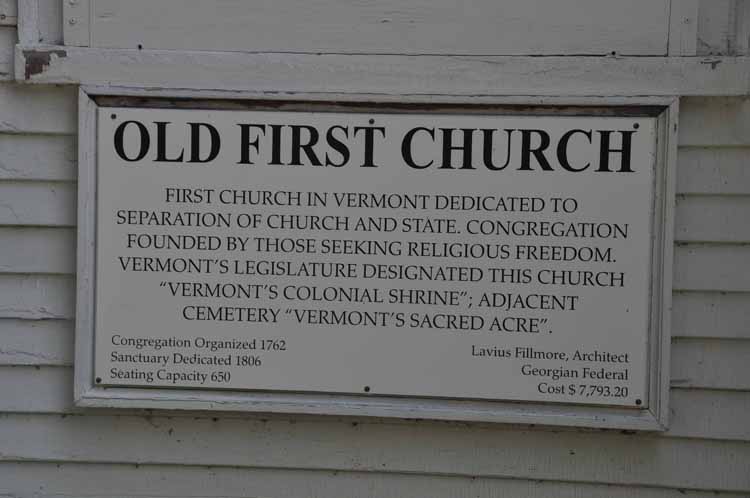 OLD FIRST CHURCH
FIRST CHURCH IN VERMONT DEDICATED TO
SEPARATION OF CHURCH AND STATE. CONGREGATION
FOUNDED BY THOSE SEEKING RELIGIOUS FREEDOM.
VERMONT'S LEGISLATURE DESIGNATED THIS CHURCH
“VERMONT'S COLONIAL SHRINE”; ADJACENT
CEMETERY “VERMONT'S SACRED ACRE”.
Congregation Organized 1762
Sanctuary Dedicated 1806
Seating Capacity 650
Lavius Fillmore, Architect
Georgian Federal
Cost $ 7,793.20